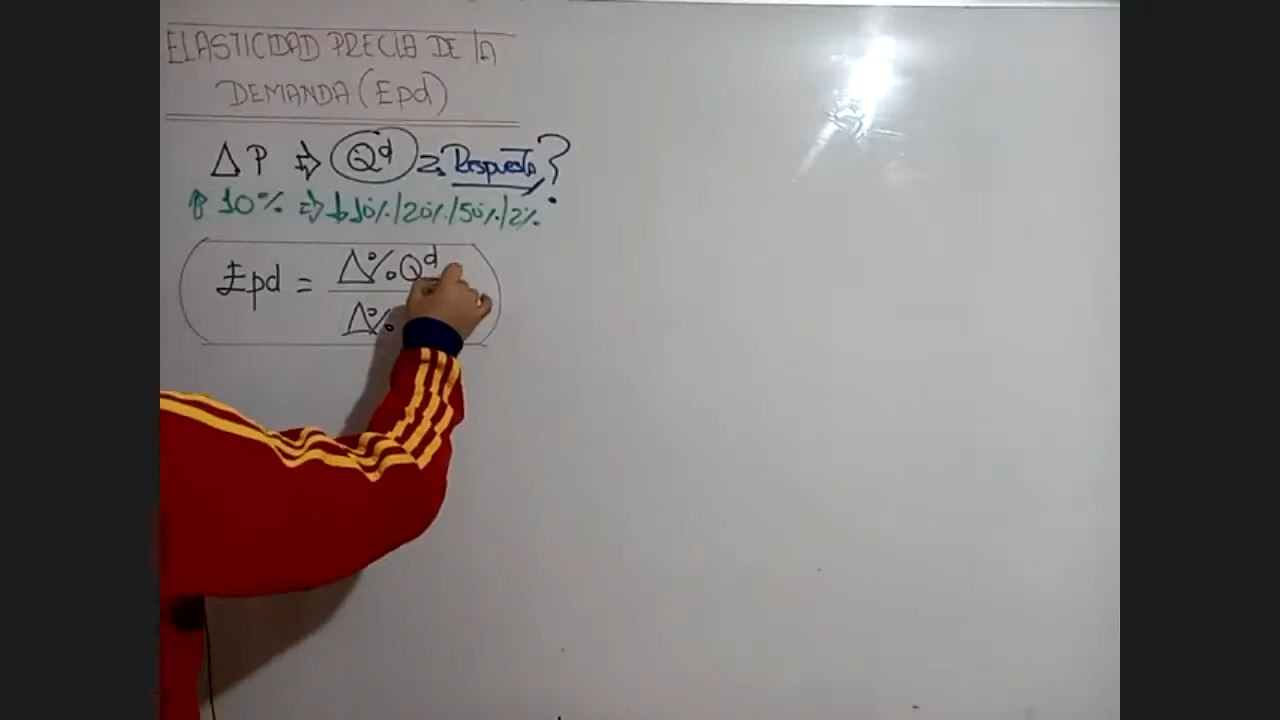 ELASTICIDAD PRECIO DE la
DEMANDA (Epd)
ΔP ⇒ Qd = Respuesta?
⇑ 10% ⇒ ↓10%/20%/50%/2%
Epd = Δ%Qd
Δ%